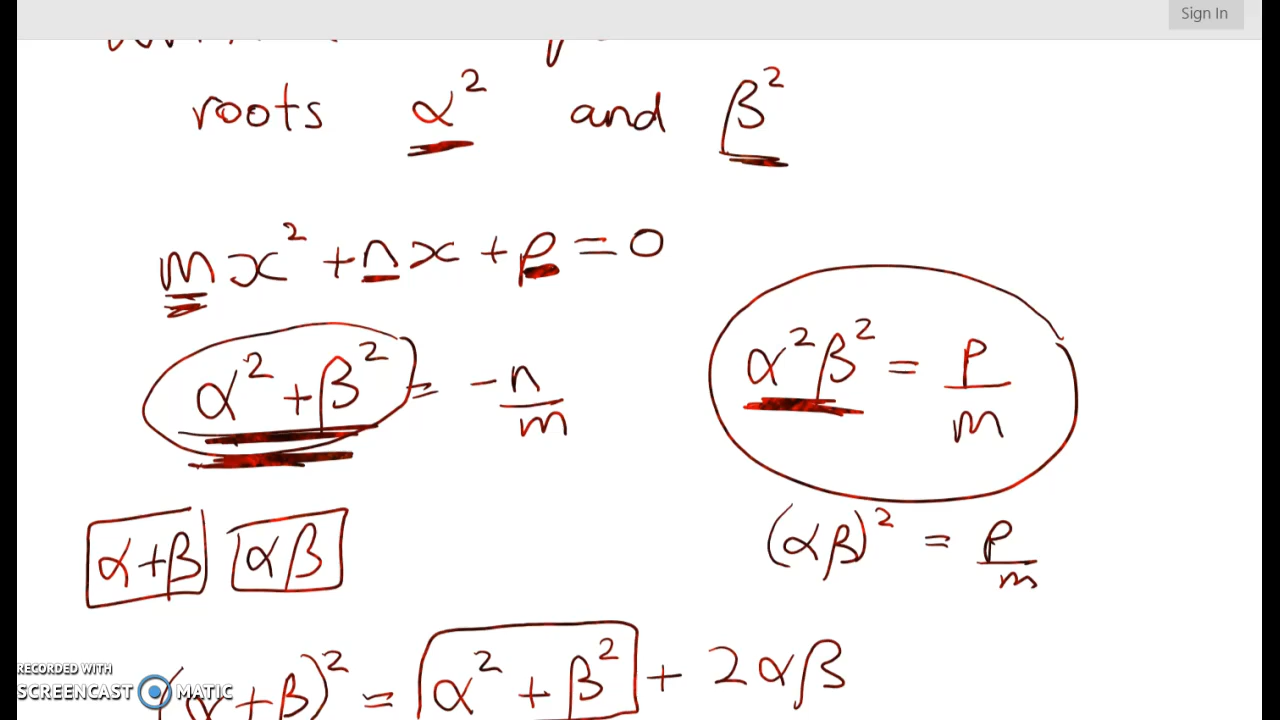 Sign In
roots α² and β²
mx² + nx + p = 0
α² + β² = -n/m
α²β² = p/m
α+β αβ
(αβ)² = p/m
(α+β)² = α² + β² + 2αβ
RECORDED WITH
SCREENCAST MATIC